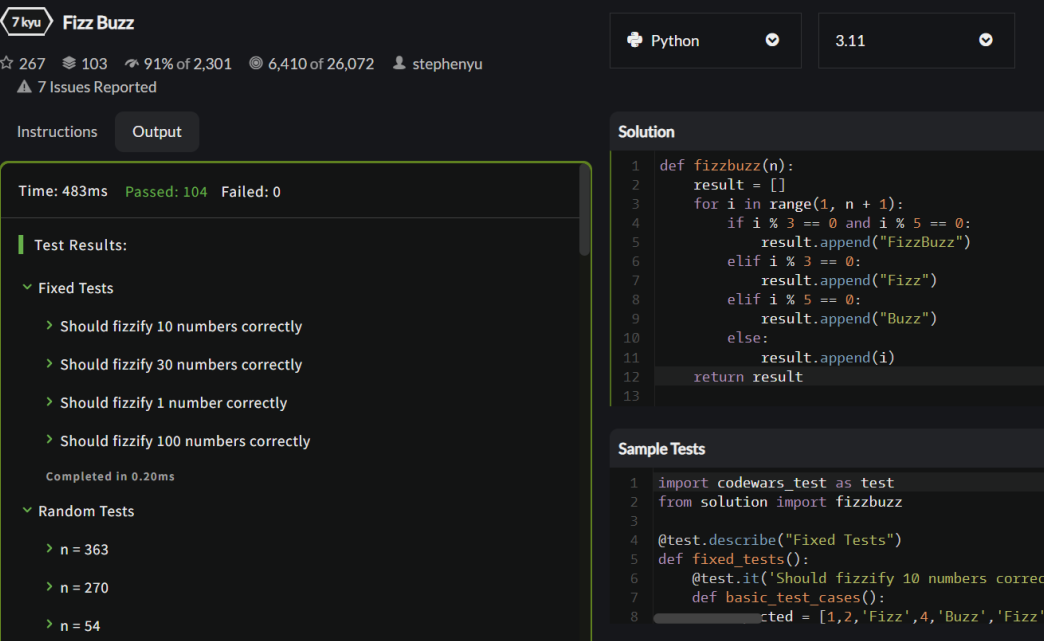 7 kyu Fizz Buzz
267 103 91% of 2,301 6,410 of 26,072 stephenyu
7 Issues Reported
Instructions Output
Time: 483ms Passed: 104 Failed: 0
Test Results:
Fixed Tests
Should fizzify 10 numbers correctly
Should fizzify 30 numbers correctly
Should fizzify 1 number correctly
Should fizzify 100 numbers correctly
Completed in 0.20ms
Random Tests
n = 363
n = 270
n = 54
Python 3.11
Solution
1 def fizzbuzz(n):
2     result = []
3     for i in range(1, n + 1):
4         if i % 3 == 0 and i % 5 == 0:
5             result.append("FizzBuzz")
6         elif i % 3 == 0:
7             result.append("Fizz")
8         elif i % 5 == 0:
9             result.append("Buzz")
10         else:
11             result.append(i)
12     return result
13
Sample Tests
1 import codewars_test as test
2 from solution import fizzbuzz
3
4 @test.describe("Fixed Tests")
5 def fixed_tests():
6     @test.it('Should fizzify 10 numbers correc
7     def basic_test_cases():
8 cted = [1,2,'Fizz',4,'Buzz','Fizz'